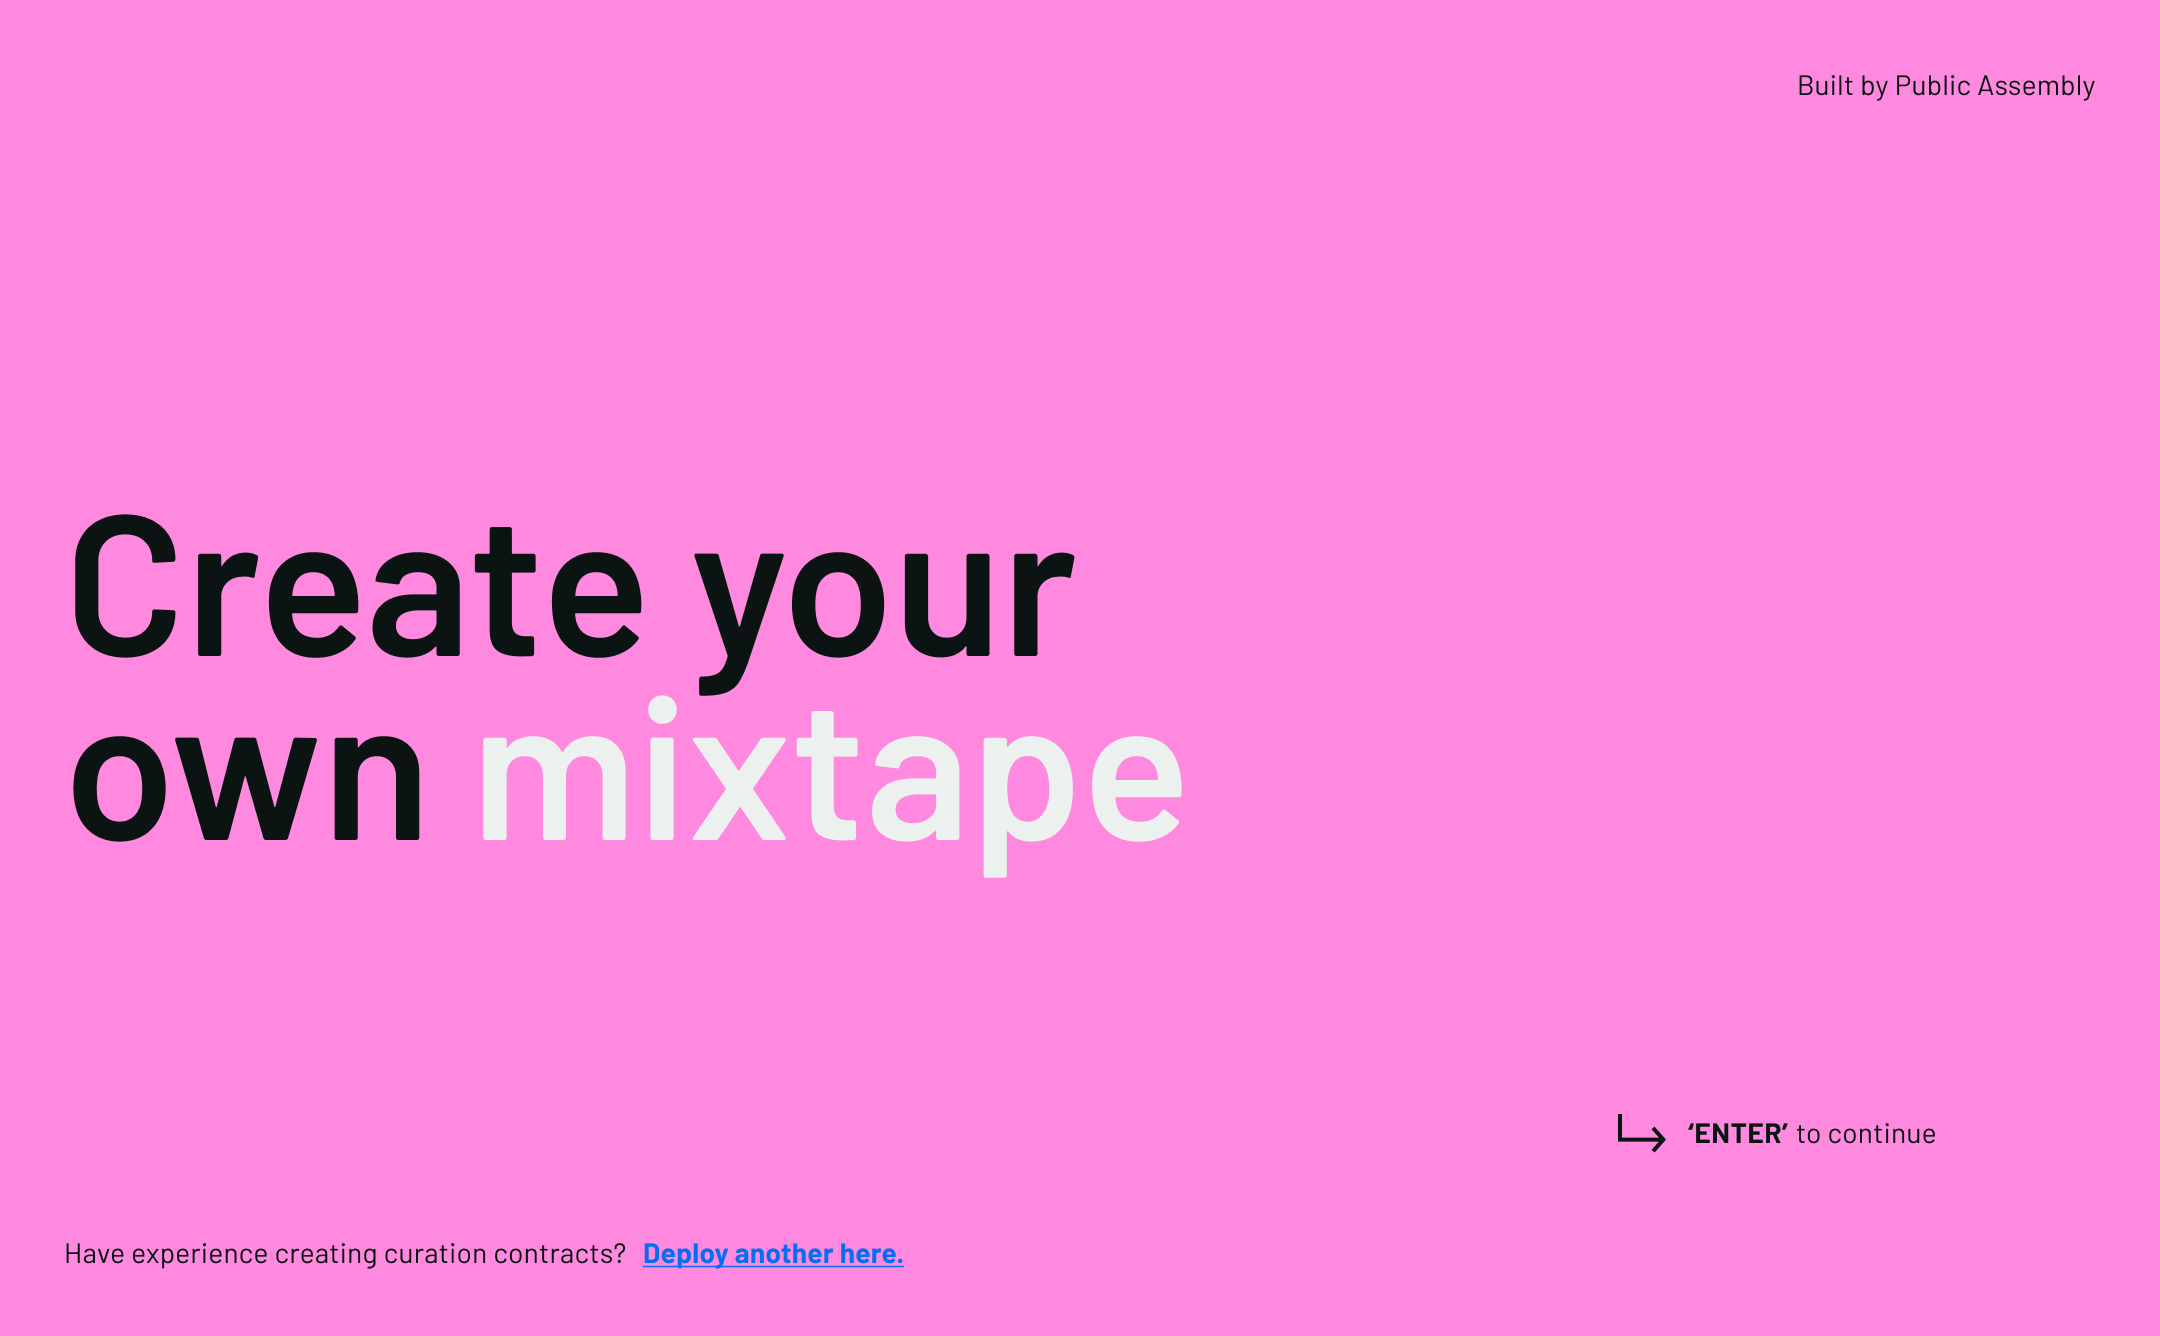 Built by Public Assembly
Create your
own mixtape
‘ENTER’ to continue
Have experience creating curation contracts? Deploy another here.